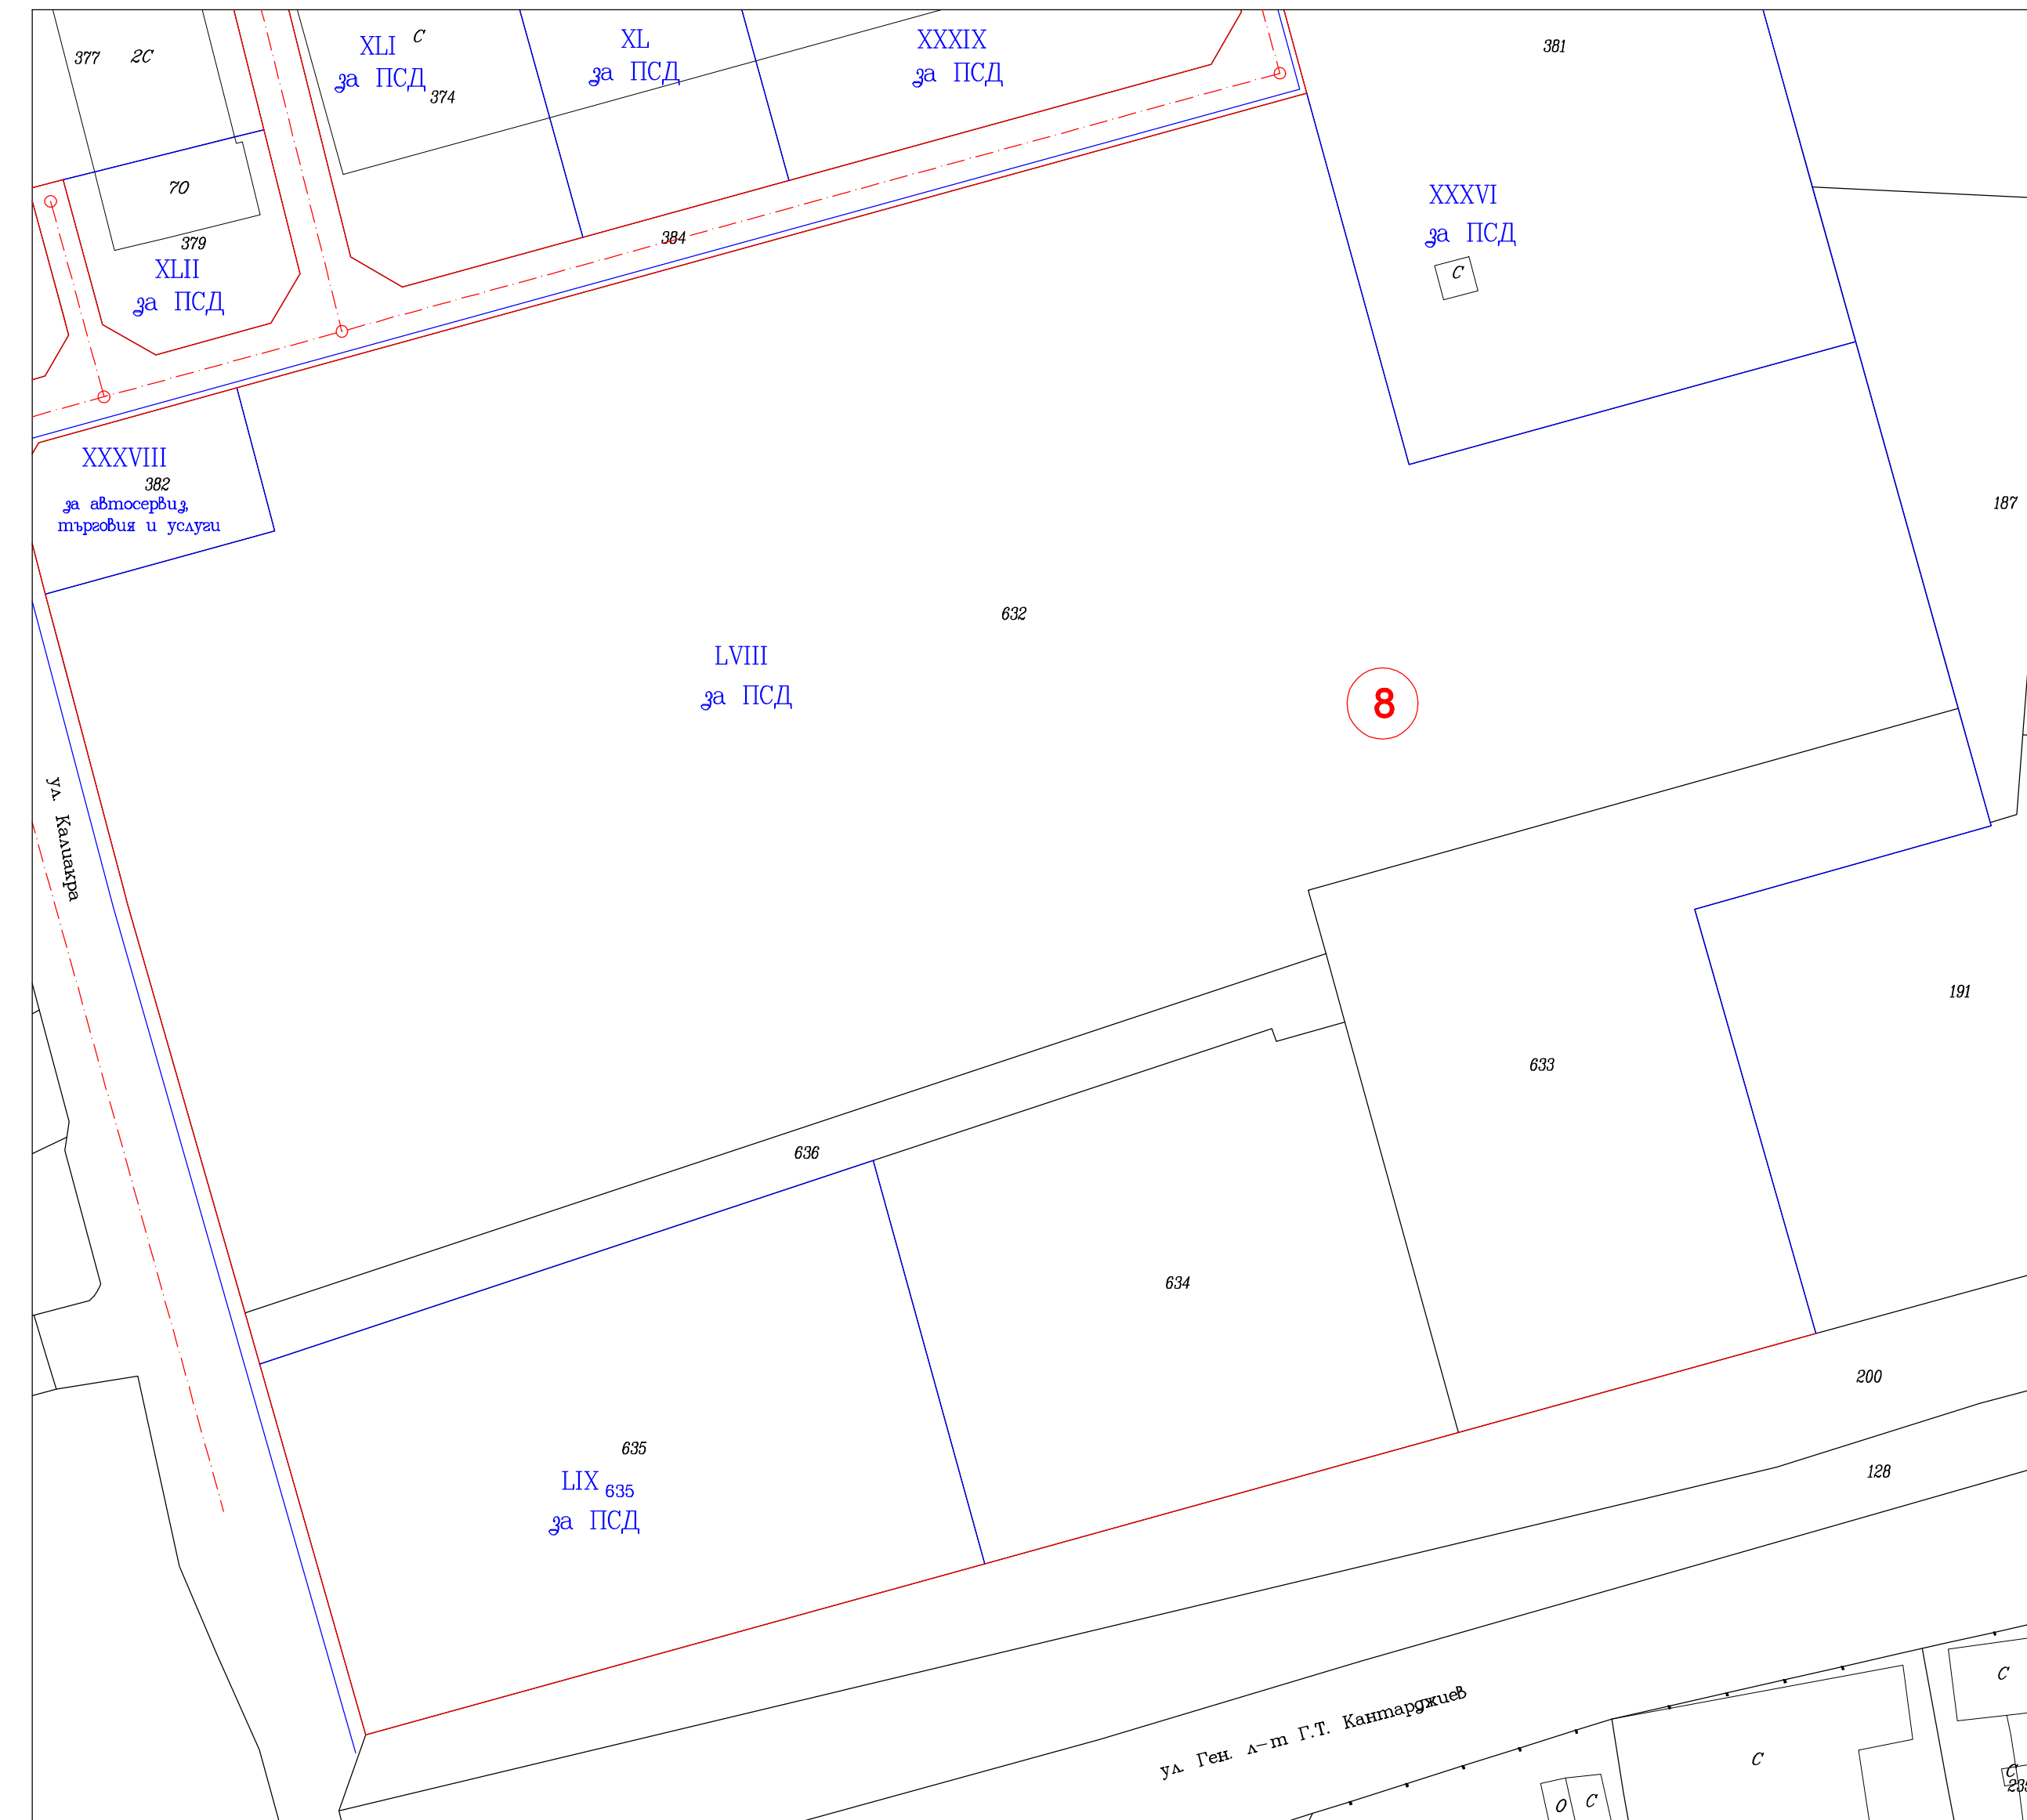 377
2С
XLI
С
за ПСД
374
XL
за ПСД
XXXIX
за ПСД
381
70
379
XLII
за ПСД
384
XXXVI
за ПСД
С
XXXVIII
382
за автосервиз,
търговия и услуги
187
632
LVIII
за ПСД
8
ул. Калиакра
191
633
636
634
200
635
LIX 635
за ПСД
128
ул. Ген. л-т Г.Т. Кантарджиев
С
С
О
С
С